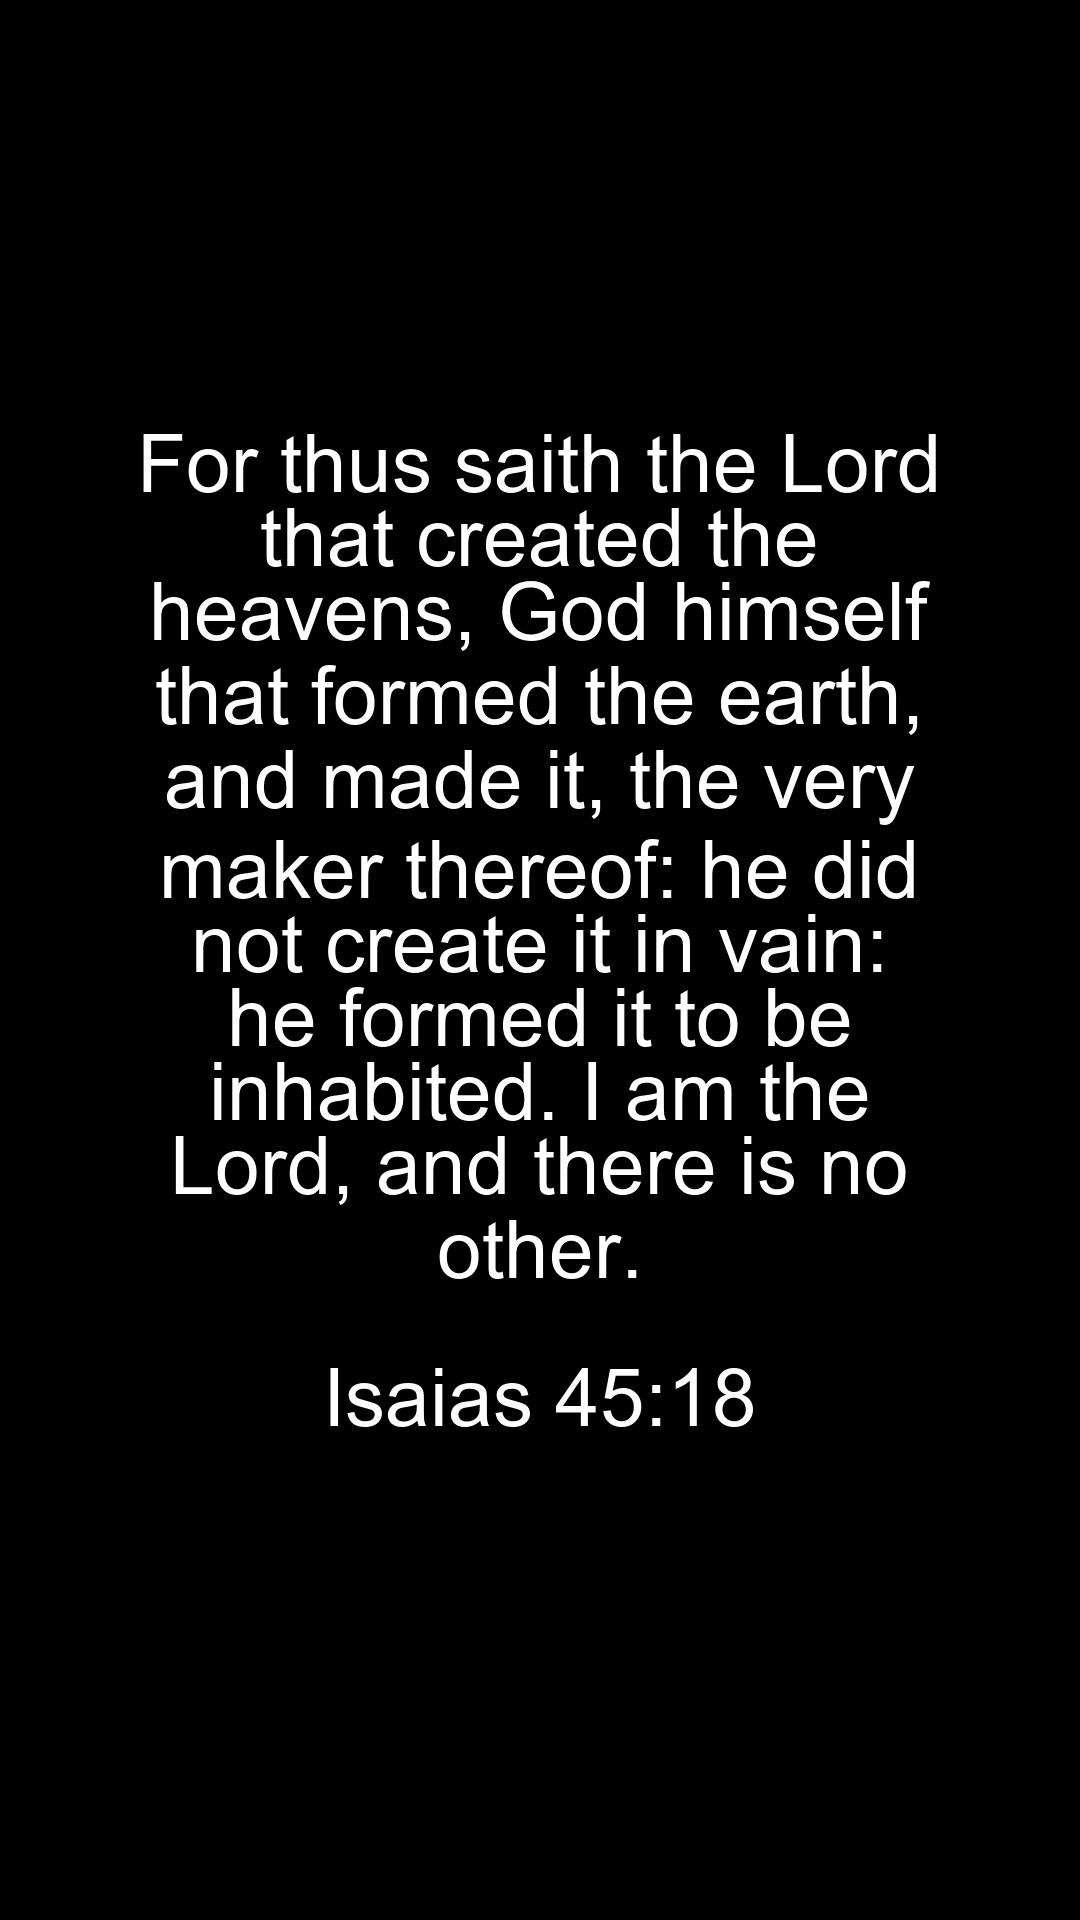 For thus saith the Lord
that created the
heavens, God himself
that formed the earth,
and made it, the very
maker thereof: he did
not create it in vain:
he formed it to be
inhabited. I am the
Lord, and there is no
other.
Isaias 45:18